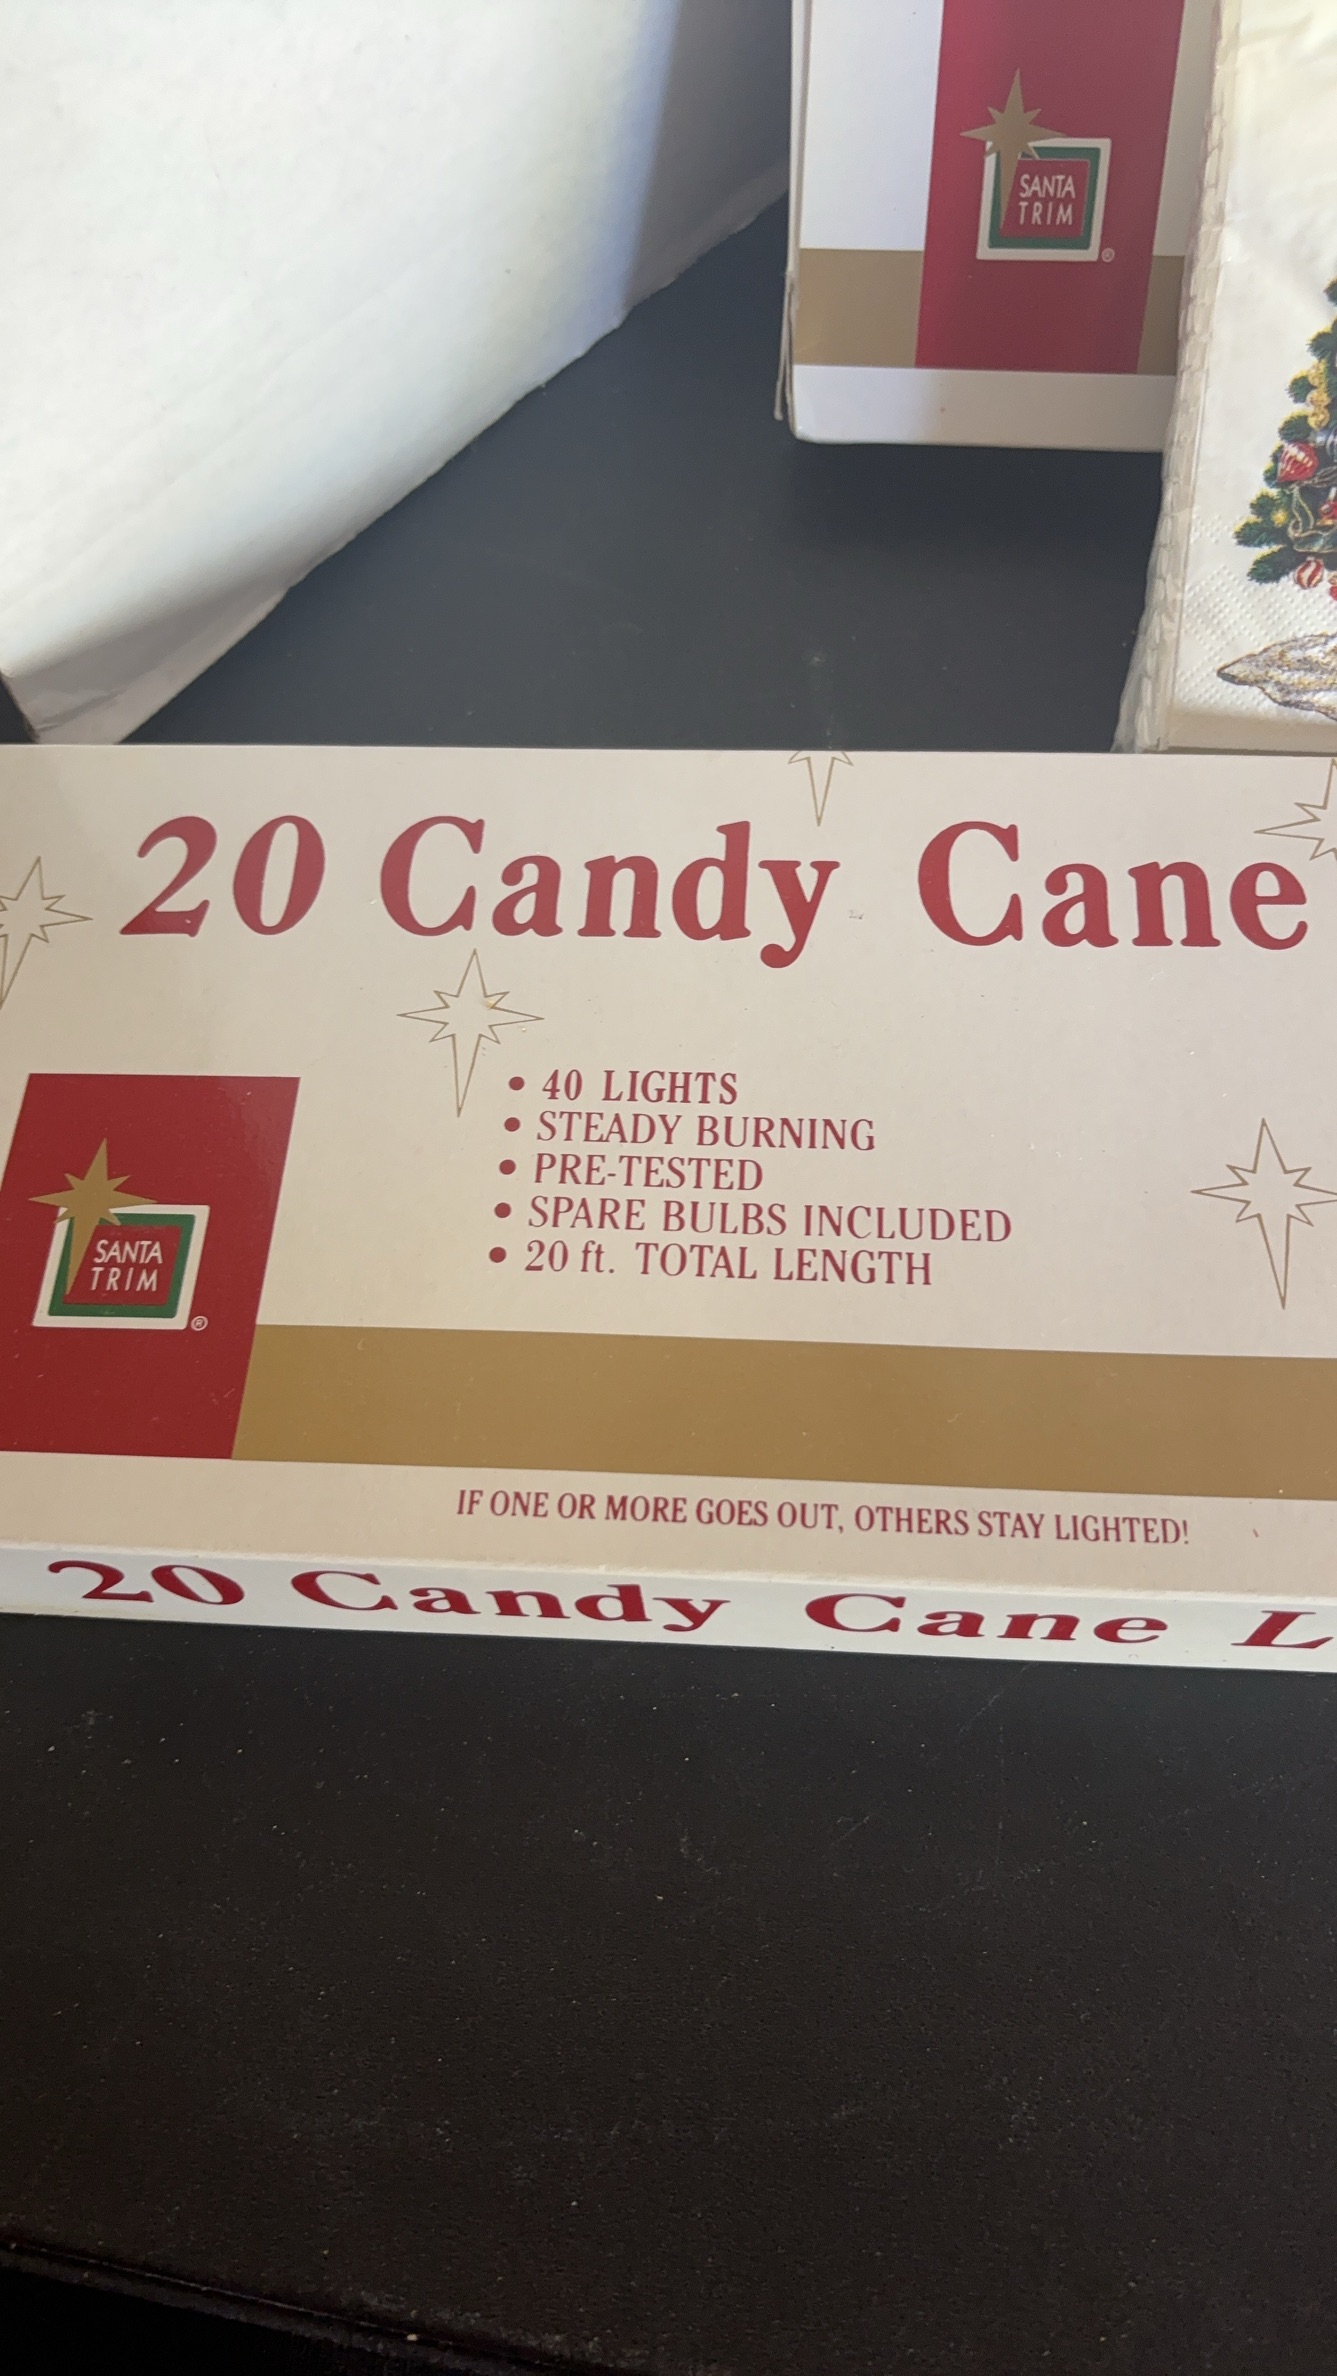 SANTA
TRIM
®
20 Candy Cane
• 40 LIGHTS
• STEADY BURNING
• PRE-TESTED
• SPARE BULBS INCLUDED
• 20 ft. TOTAL LENGTH
SANTA
TRIM
®
IF ONE OR MORE GOES OUT, OTHERS STAY LIGHTED!
20 Candy Cane L